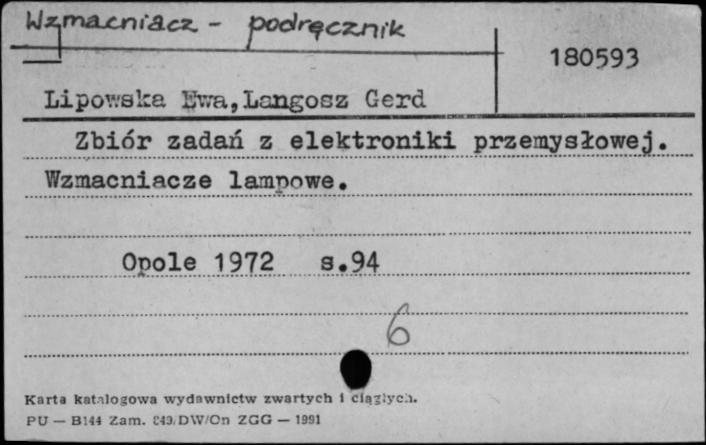 Wzmacniacz - podręcznik
180593
Lipowska Ewa,Langosz Gerd
Zbiór zadań z elektroniki przemysłowej.
Wzmacniacze lampowe.
Opole 1972 s.94
6
Karta katalogowa wydawnictw zwartych i ciągłych.
PU — B144 Zam. 843/DW/On ZGG — 1991